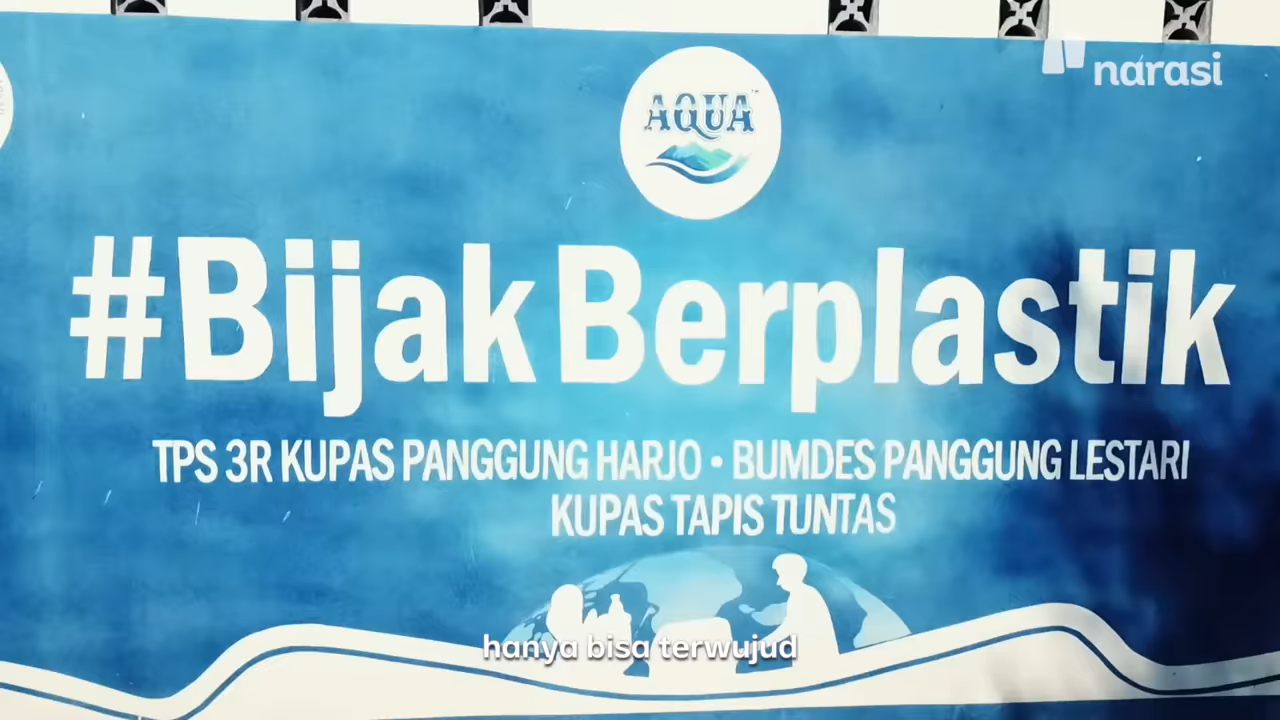 narasi
AQUA
#BijakBerplastik
TPS 3R KUPAS PANGGUNG HARJO • BUMDES PANGGUNG LESTARI
KUPAS TAPIS TUNTAS
hanya bisa terwujud